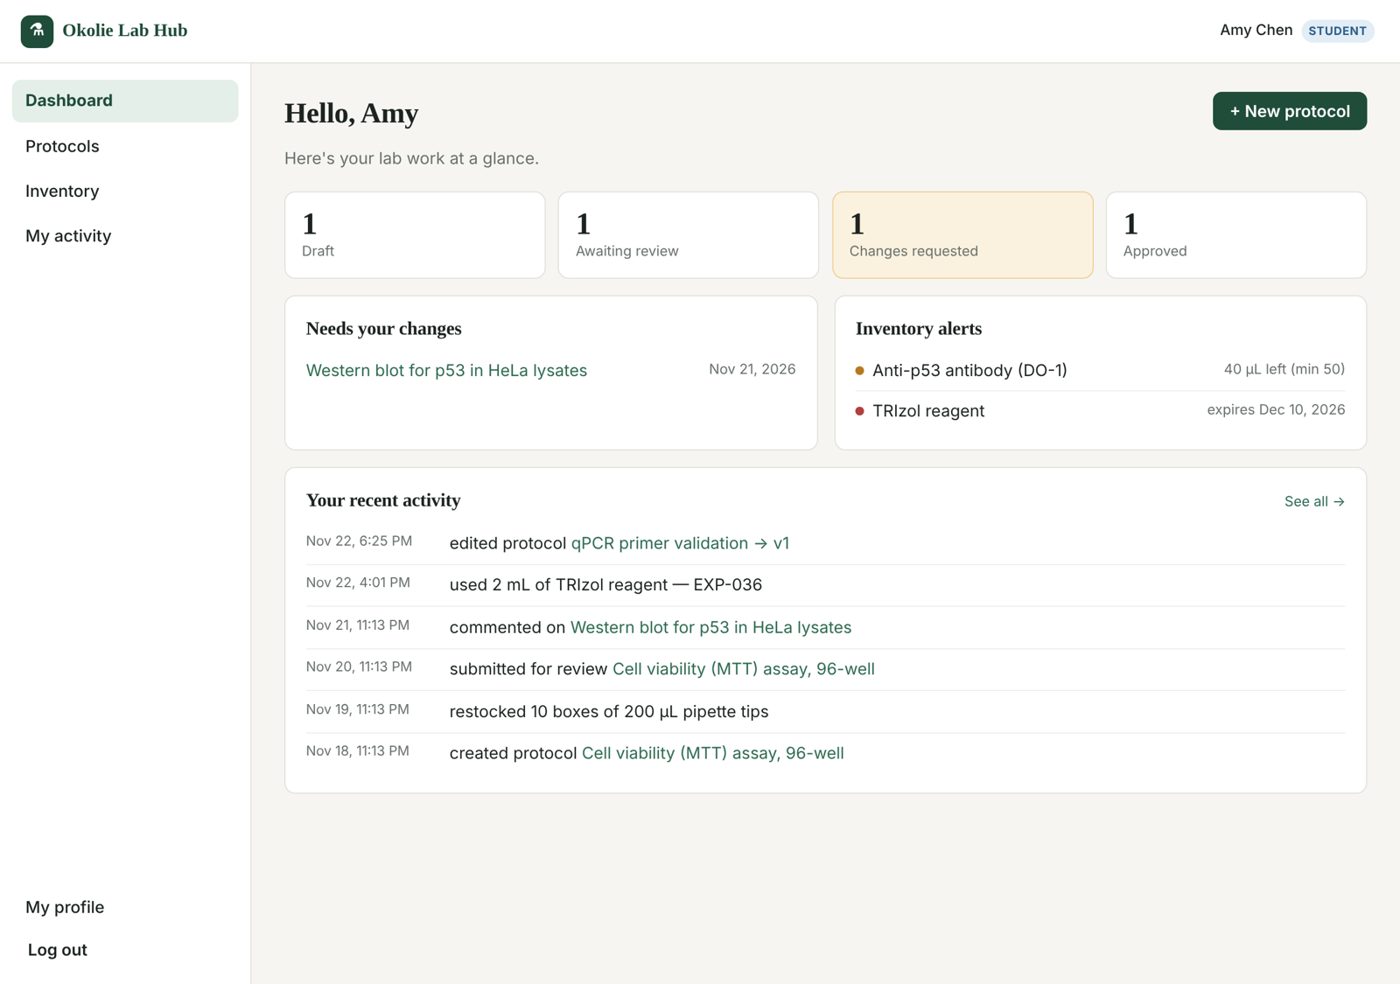 Okolie Lab Hub
Amy Chen STUDENT
Dashboard
Protocols
Inventory
My activity
My profile
Log out
Hello, Amy
+ New protocol
Here's your lab work at a glance.
1
Draft
1
Awaiting review
1
Changes requested
1
Approved
Needs your changes
Western blot for p53 in HeLa lysates Nov 21, 2026
Inventory alerts
Anti-p53 antibody (DO-1) 40 µL left (min 50)
TRIzol reagent expires Dec 10, 2026
Your recent activity See all →
Nov 22, 6:25 PM edited protocol qPCR primer validation → v1
Nov 22, 4:01 PM used 2 mL of TRIzol reagent — EXP-036
Nov 21, 11:13 PM commented on Western blot for p53 in HeLa lysates
Nov 20, 11:13 PM submitted for review Cell viability (MTT) assay, 96-well
Nov 19, 11:13 PM restocked 10 boxes of 200 µL pipette tips
Nov 18, 11:13 PM created protocol Cell viability (MTT) assay, 96-well